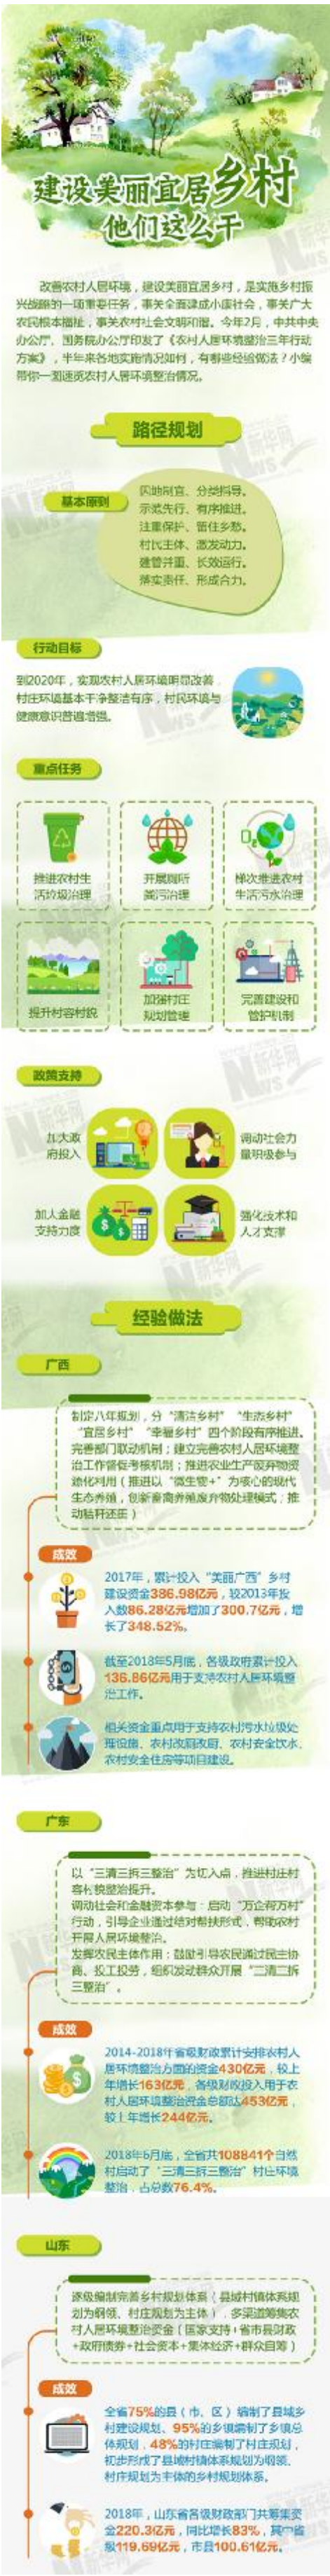 建设美丽宜居乡村
他们这么干
改善农村人居环境，建设美丽宜居乡村，是实施乡村振
兴战略的一项重要任务，事关全面建成小康社会，事关广大
农民根本福祉，事关农村社会文明和谐。今年2月，中共中央
办公厅、国务院办公厅印发了《农村人居环境整治三年行动
方案》，半年来各地实施情况如何，有哪些经验做法？小编
带你一图速览农村人居环境整治情况。
路径规划
基本原则
因地制宜、分类指导。
示范先行、有序推进。
注重保护、留住乡愁。
村民主体、激发动力。
建管并重、长效运行。
落实责任、形成合力。
行动目标
到2020年，实现农村人居环境明显改善，
村庄环境基本干净整洁有序，村民环境与
健康意识普遍增强。
重点任务
推进农村生
活垃圾治理
开展厕所
粪污治理
梯次推进农村
生活污水治理
提升村容村貌
加强村庄
规划管理
完善建设和
管护机制
政策支持
加大政
府投入
调动社会力
量积极参与
加大金融
支持力度
强化技术和
人才支撑
经验做法
广西
制定八年规划，分“清洁乡村”“生态乡村”
“宜居乡村”“幸福乡村”四个阶段有序推进。
完善部门联动机制；建立完善农村人居环境整
治工作督促考核机制；推进农业生产废弃物资
源化利用（推进以“微生物+”为核心的现代
生态养殖，创新畜禽养殖废弃物处理模式；推
动秸秆还田）
成效
2017年，累计投入“美丽广西”乡村
建设资金386.98亿元，较2013年投
入数86.28亿元增加了300.7亿元，增
长了348.52%。
截至2018年5月底，各级政府累计投入
136.86亿元用于支持农村人居环境整
治工作。
相关资金重点用于支持农村污水垃圾处
理设施、农村改厕改厨、农村安全饮水、
农村安全住房等项目建设。
广东
以“三清三拆三整治”为切入点，推进村庄村
容村貌整治提升。
调动社会和金融资本参与：启动“万企帮万村”
行动，引导企业通过结对帮扶形式，帮助农村
开展人居环境整治。
发挥农民主体作用：鼓励引导农民通过民主协
商、投工投劳，组织发动群众开展“三清三拆
三整治”。
成效
2014-2018年省级财政累计安排农村人
居环境整治方面的资金430亿元，较上
年增长163亿元，各级财政投入用于农
村人居环境整治资金总额达453亿元，
较上年增长244亿元。
2018年6月底，全省共108841个自然
村启动了“三清三拆三整治”村庄环境
整治，占总数76.4%。
山东
逐级编制完善乡村规划体系（县域村镇体系规
划为纲领、村庄规划为主体），多渠道筹集农
村人居环境整治资金（国家支持+省市县财政
+政府债券+社会资本+集体经济+群众自筹）
成效
全省75%的县（市、区）编制了县域乡
村建设规划、95%的乡镇编制了乡镇总
体规划，48%的村庄编制了村庄规划，
初步形成了县域村镇体系规划为纲领、
村庄规划为主体的乡村规划体系。
2018年，山东省各级财政部门共筹集资
金220.3亿元，同比增长83%，其中省
级119.69亿元，市县100.61亿元。